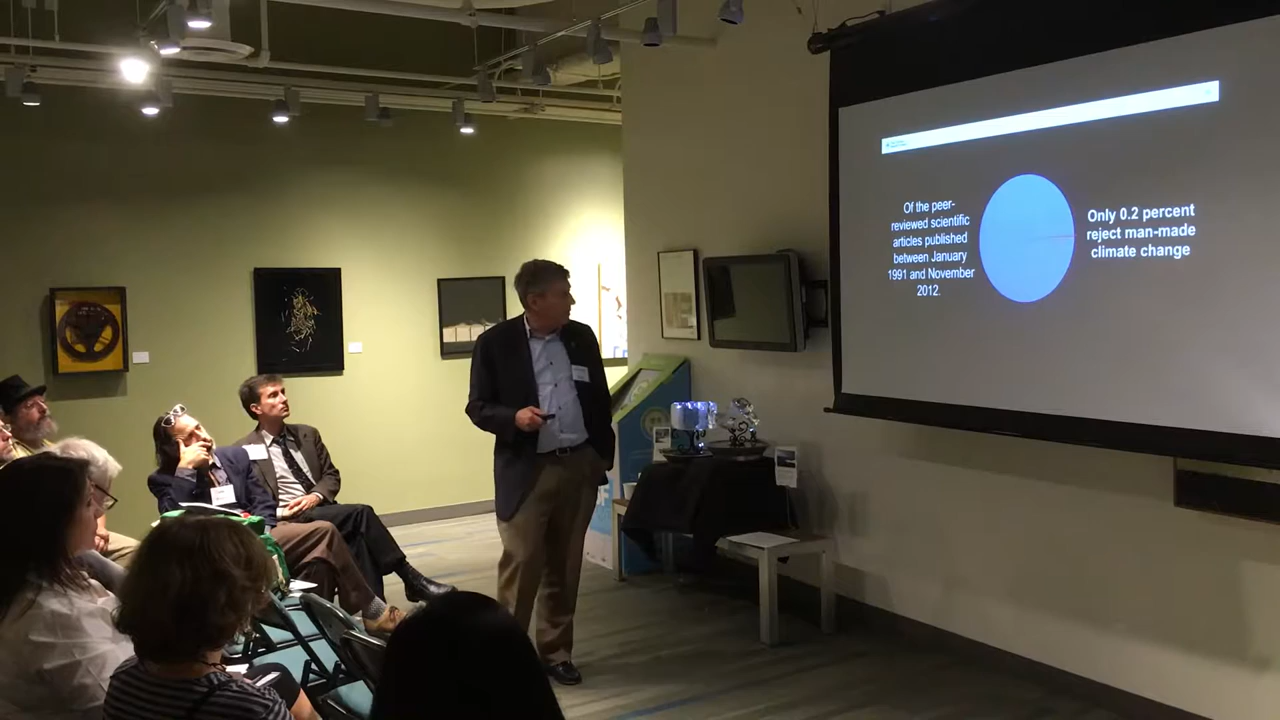 Of the peer-
reviewed scientific
articles published
between January
1991 and November
2012.
Only 0.2 percent
reject man-made
climate change